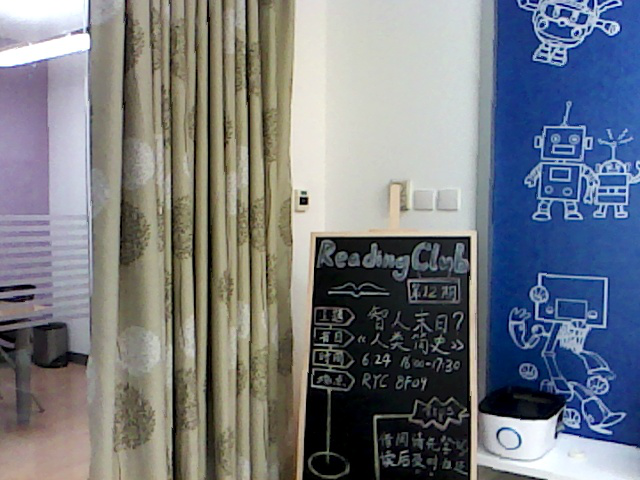 Reading Club
第12期
主题 智人末日?
书目 《人类简史》
时间 6.24 16:00-17:30
地点 RYC 8F04
Tips
借阅请先登记
读后及时归还